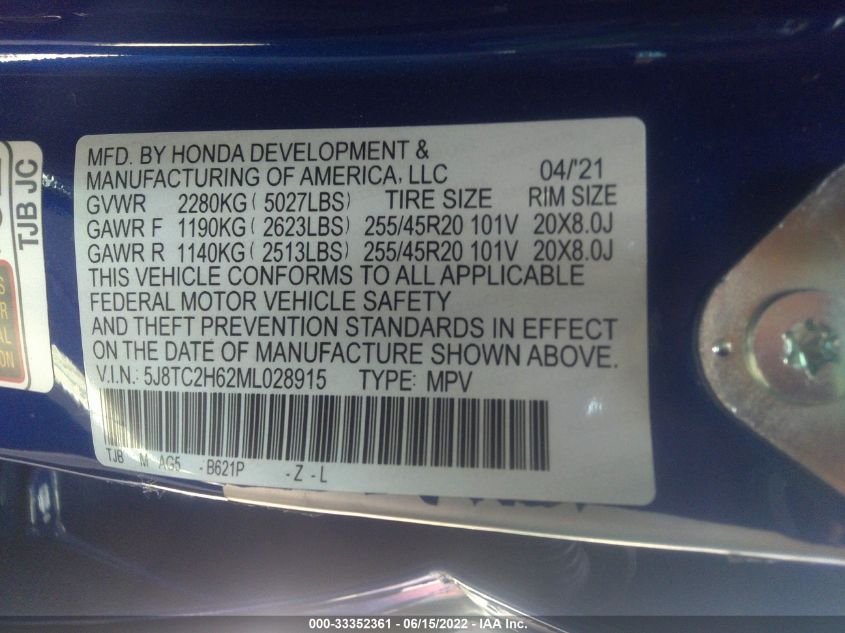 MFD. BY HONDA DEVELOPMENT &
MANUFACTURING OF AMERICA, LLC 04/'21
GVWR 2280KG ( 5027LBS) TIRE SIZE RIM SIZE
GAWR F 1190KG ( 2623LBS) 255/45R20 101V 20X8.0J
GAWR R 1140KG ( 2513LBS) 255/45R20 101V 20X8.0J
THIS VEHICLE CONFORMS TO ALL APPLICABLE
FEDERAL MOTOR VEHICLE SAFETY
AND THEFT PREVENTION STANDARDS IN EFFECT
ON THE DATE OF MANUFACTURE SHOWN ABOVE.
V.I.N.: 5J8TC2H62ML028915 TYPE: MPV
TJB M AG5 -B621P -Z-L
TJB JC
000-33352361 - 06/15/2022 - IAA Inc.